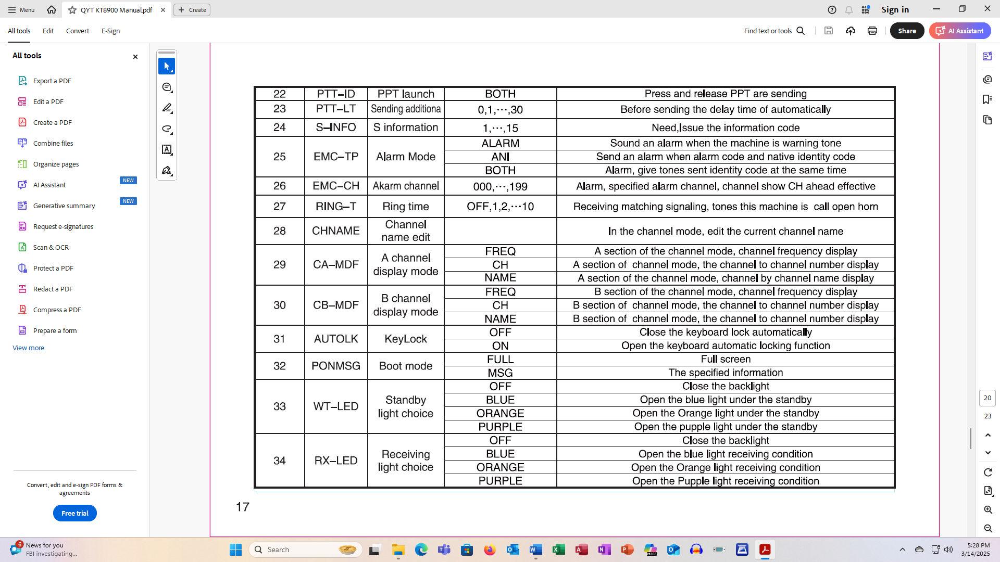 Menu
QYT KT8900 Manual.pdf
Create
Sign in
All tools
Edit
Convert
E-Sign
Find text or tools
Share
AI Assistant
All tools
Export a PDF
Edit a PDF
Create a PDF
Combine files
Organize pages
AI Assistant NEW
Generative summary NEW
Request e-signatures
Scan & OCR
Protect a PDF
Redact a PDF
Compress a PDF
Prepare a form
View more
Convert, edit and e-sign PDF forms &
agreements
Free trial
22 PTT–ID PPT launch BOTH Press and release PPT are sending
23 PTT–LT Sending additiona 0,1,···,30 Before sending the delay time of automatically
24 S–INFO S information 1,···,15 Need,Issue the information code
25 EMC–TP Alarm Mode
ALARM Sound an alarm when the machine is warning tone
ANI Send an alarm when alarm code and native identity code
BOTH Alarm, give tones sent identity code at the same time
26 EMC–CH Akarm channel 000,···,199 Alarm, specified alarm channel, channel show CH ahead effective
27 RING–T Ring time OFF,1,2,···10 Receiving matching signaling, tones this machine is call open horn
28 CHNAME Channel
name edit
In the channel mode, edit the current channel name
29 CA–MDF A channel
display mode
FREQ A section of the channel mode, channel frequency display
CH A section of channel mode, the channel to channel number display
NAME A section of the channel mode, channel by channel name display
30 CB–MDF B channel
display mode
FREQ B section of the channel mode, channel frequency display
CH B section of channel mode, the channel to channel number display
NAME B section of channel mode, the channel to channel number display
31 AUTOLK KeyLock
OFF Close the keyboard lock automatically
ON Open the keyboard automatic locking function
32 PONMSG Boot mode
FULL Full screen
MSG The specified information
33 WT–LED Standby
light choice
OFF Close the backlight
BLUE Open the blue light under the standby
ORANGE Open the Orange light under the standby
PURPLE Open the pupple light under the standby
34 RX–LED Receiving
light choice
OFF Close the backlight
BLUE Open the blue light receiving condition
ORANGE Open the Orange light receiving condition
PURPLE Open the Pupple light receiving condition
17
20
23
6
News for you
FBI investigating...
Search
M365
5:28 PM
3/14/2025